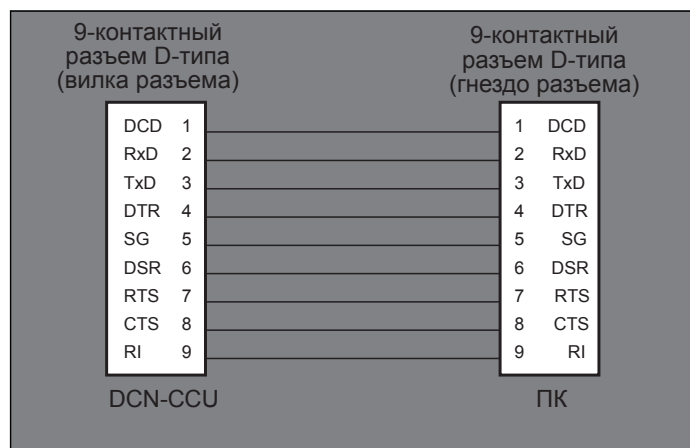 9-контактный
разъем D-типа
(вилка разъема)
9-контактный
разъем D-типа
(гнездо разъема)
DCD 1
RxD 2
TxD 3
DTR 4
SG 5
DSR 6
RTS 7
CTS 8
RI 9
1 DCD
2 RxD
3 TxD
4 DTR
5 SG
6 DSR
7 RTS
8 CTS
9 RI
DCN-CCU
ПК